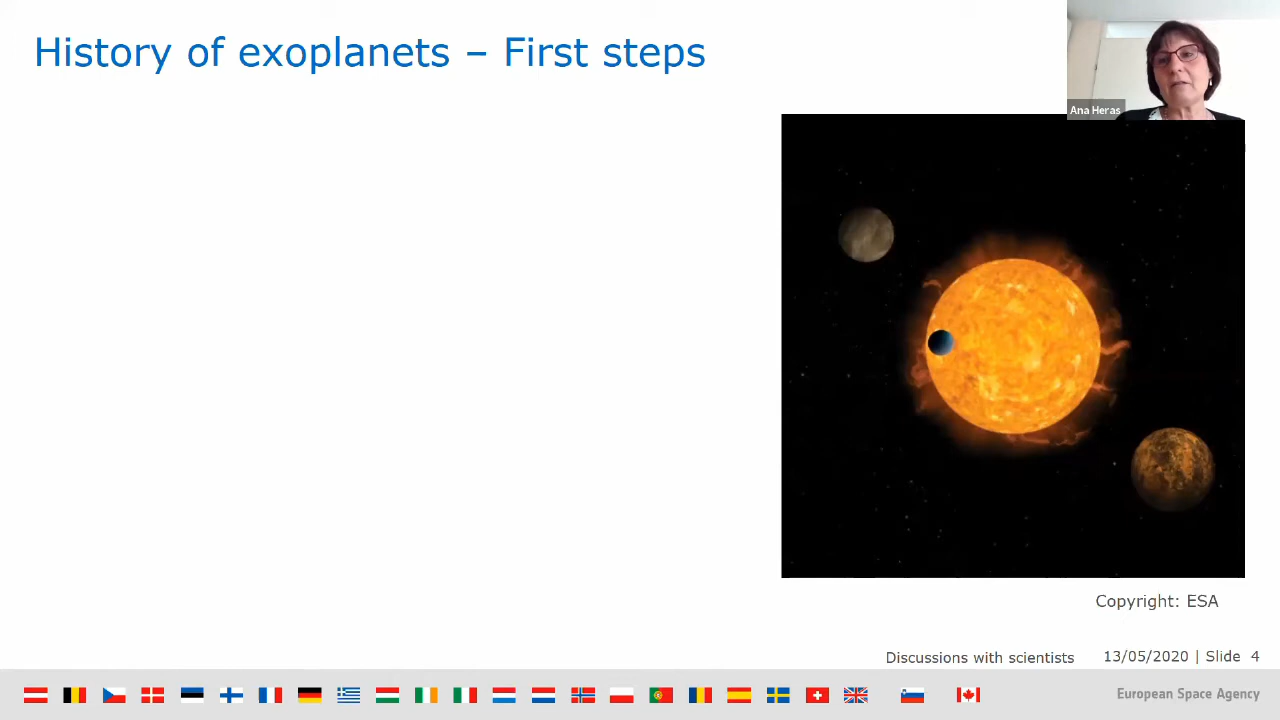 History of exoplanets – First steps
Ana Heras
Copyright: ESA
Discussions with scientists
13/05/2020 | Slide 4
European Space Agency